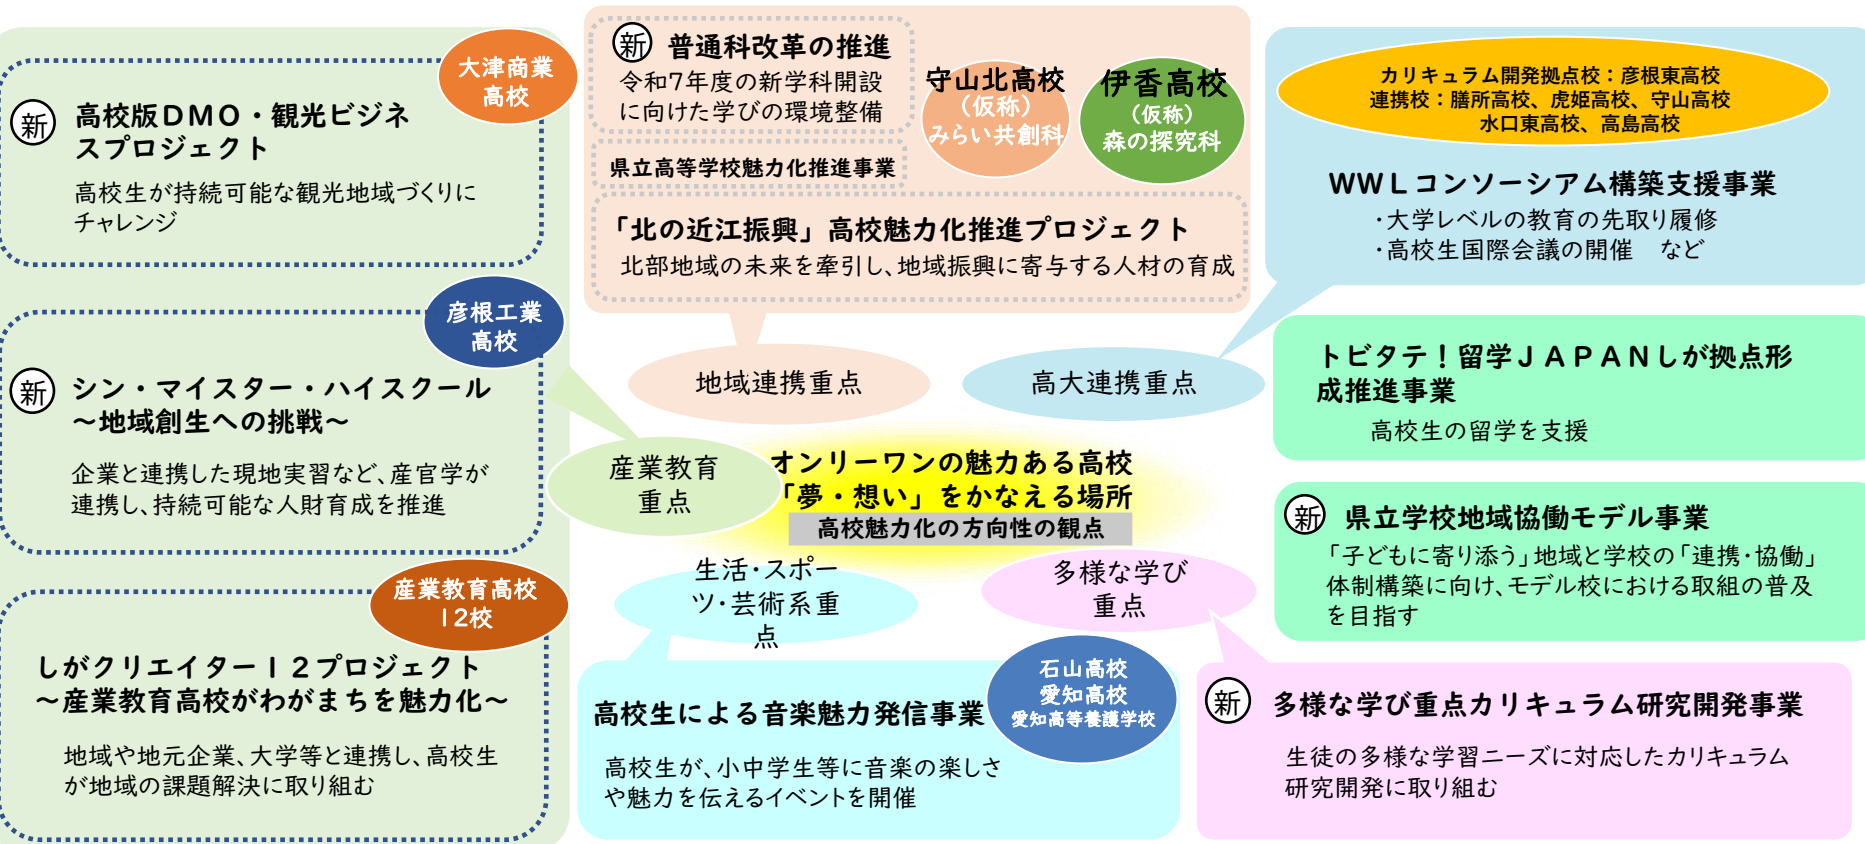 大津商業
高校
新
高校版DMO・観光ビジネ
スプロジェクト
高校生が持続可能な観光地域づくりに
チャレンジ
彦根工業
高校
新
シン・マイスター・ハイスクール
～地域創生への挑戦～
企業と連携した現地実習など、産官学が
連携し、持続可能な人財育成を推進
産業教育高校
12校
しがクリエイター12プロジェクト
～産業教育高校がわがまちを魅力化～
地域や地元企業、大学等と連携し、高校生
が地域の課題解決に取り組む
新
普通科改革の推進
令和7年度の新学科開設
に向けた学びの環境整備
守山北高校
（仮称）
みらい共創科
伊香高校
（仮称）
森の探究科
県立高等学校魅力化推進事業
「北の近江振興」高校魅力化推進プロジェクト
北部地域の未来を牽引し、地域振興に寄与する人材の育成
地域連携重点
高大連携重点
産業教育
重点
オンリーワンの魅力ある高校
「夢・想い」をかなえる場所
高校魅力化の方向性の観点
生活・スポー
ツ・芸術系重
点
多様な学び
重点
石山高校
愛知高校
愛知高等養護学校
高校生による音楽魅力発信事業
高校生が、小中学生等に音楽の楽しさ
や魅力を伝えるイベントを開催
カリキュラム開発拠点校：彦根東高校
連携校：膳所高校、虎姫高校、守山高校
水口東高校、高島高校
WWLコンソーシアム構築支援事業
・大学レベルの教育の先取り履修
・高校生国際会議の開催　など
トビタテ！留学JAPANしが拠点形
成推進事業
高校生の留学を支援
新
県立学校地域協働モデル事業
「子どもに寄り添う」地域と学校の「連携・協働」
体制構築に向け、モデル校における取組の普及
を目指す
新
多様な学び重点カリキュラム研究開発事業
生徒の多様な学習ニーズに対応したカリキュラム
研究開発に取り組む